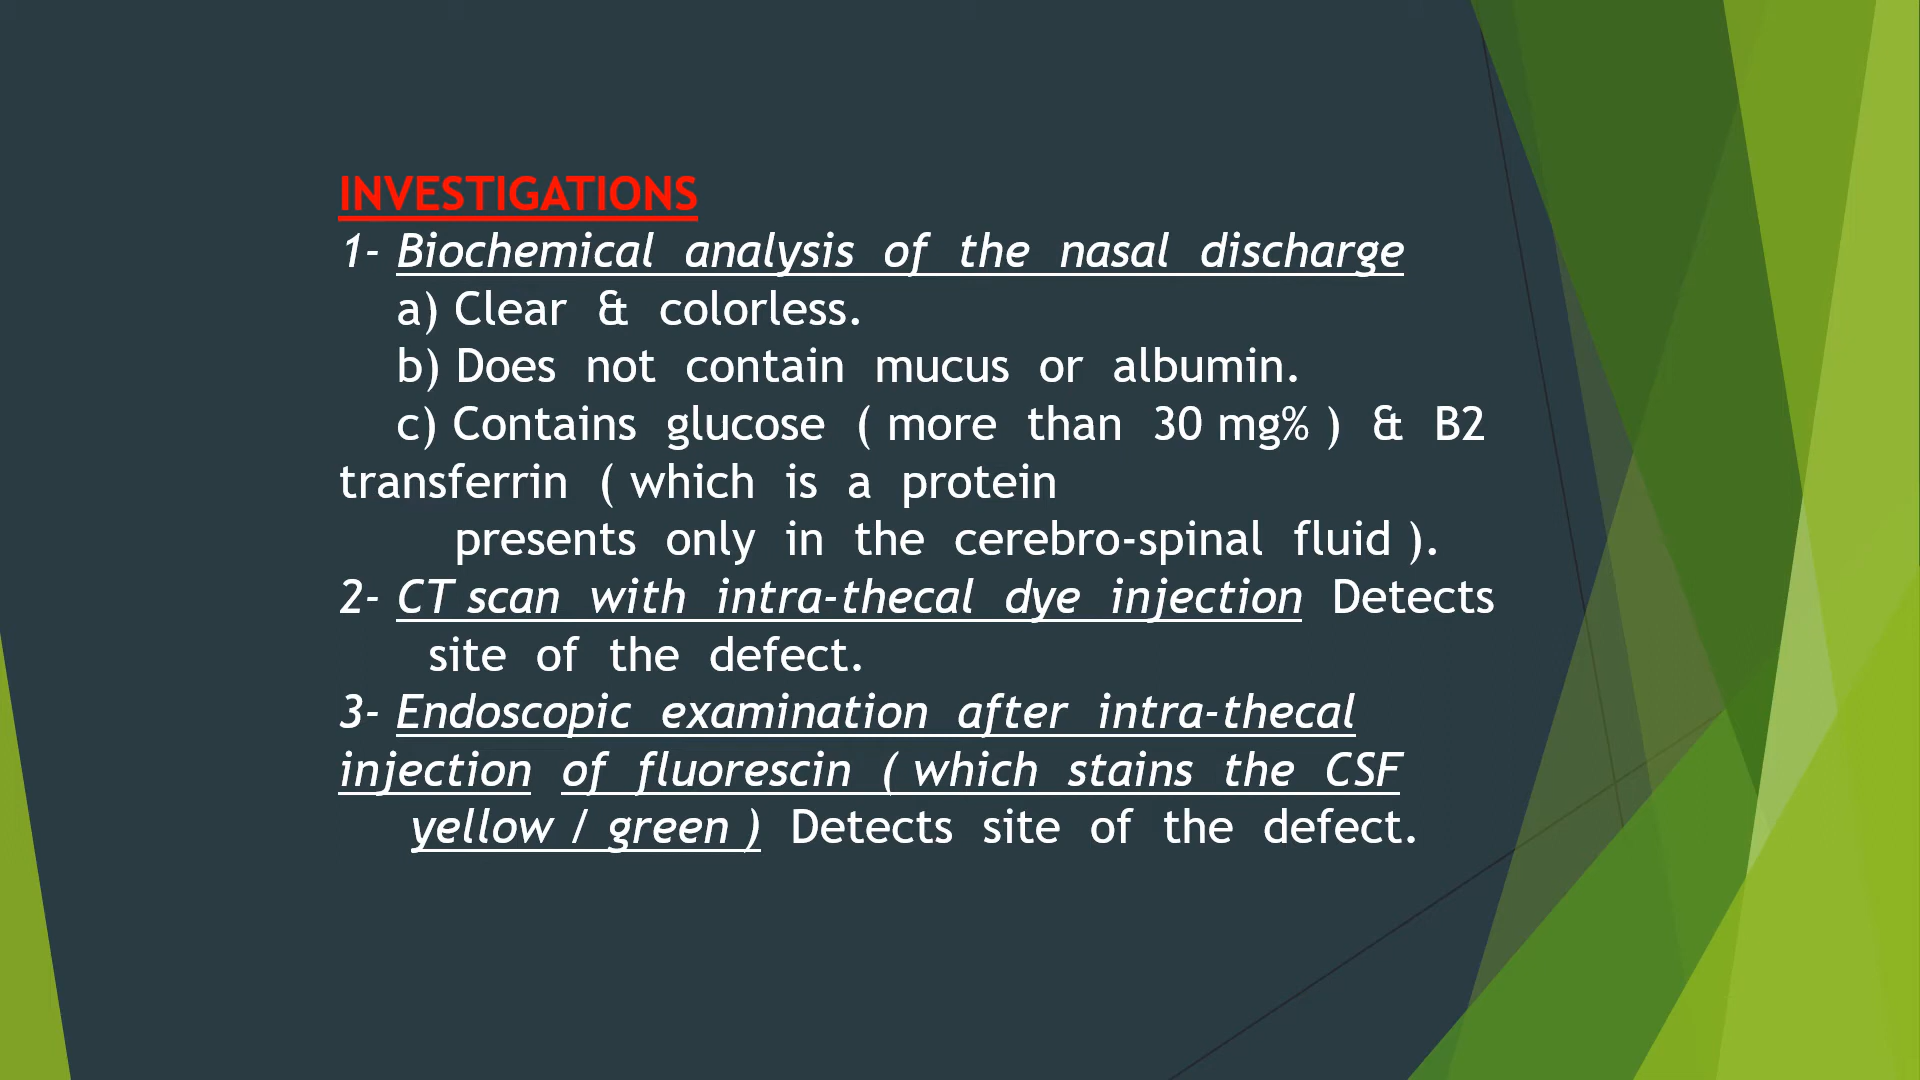 INVESTIGATIONS
1- Biochemical analysis of the nasal discharge
a) Clear & colorless.
b) Does not contain mucus or albumin.
c) Contains glucose ( more than 30 mg% ) & B2
transferrin ( which is a protein
presents only in the cerebro-spinal fluid ).
2- CT scan with intra-thecal dye injection Detects
site of the defect.
3- Endoscopic examination after intra-thecal
injection of fluorescin ( which stains the CSF
yellow / green ) Detects site of the defect.